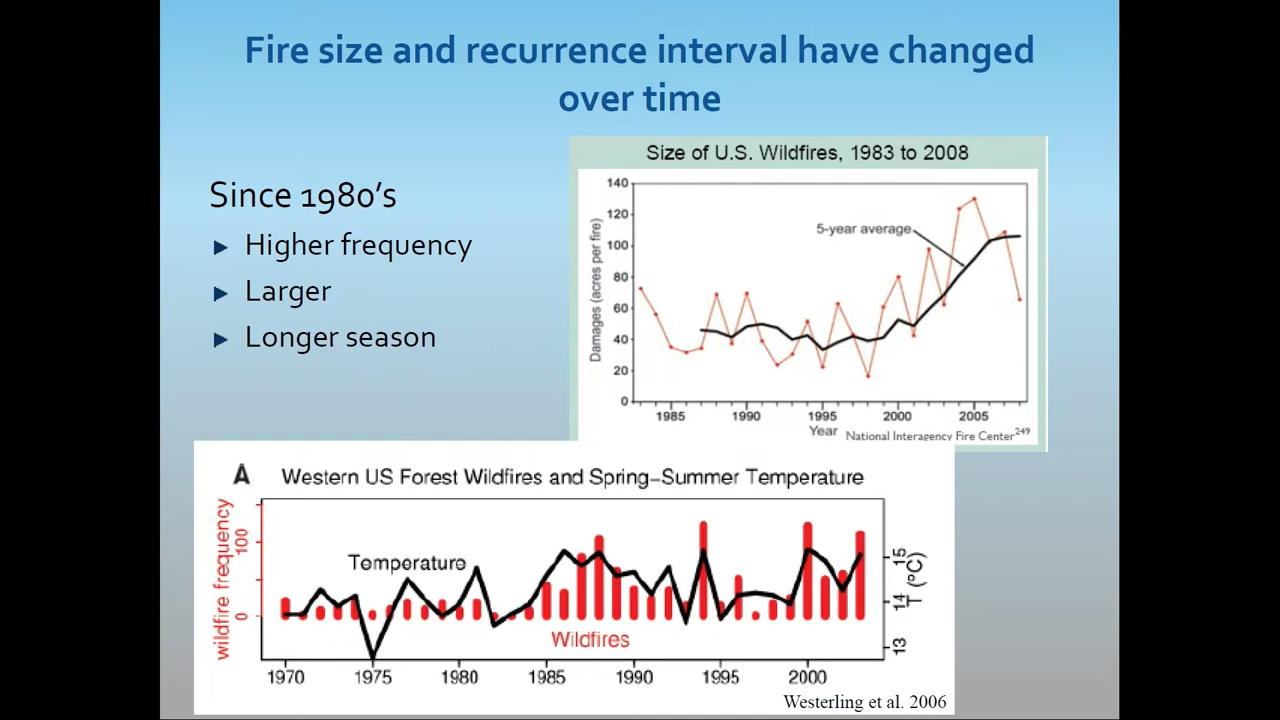 Fire size and recurrence interval have changed
over time
Since 1980's
Higher frequency
Larger
Longer season
Size of U.S. Wildfires, 1983 to 2008
Damages (acres per fire)
140
120
100
80
60
40
20
0
5-year average
1985 1990 1995 2000 2005
Year
National Interagency Fire Center249
A Western US Forest Wildfires and Spring–Summer Temperature
wildfire frequency
100
0
Temperature
Wildfires
15
14
13
T (°C)
1970 1975 1980 1985 1990 1995 2000
Westerling et al. 2006